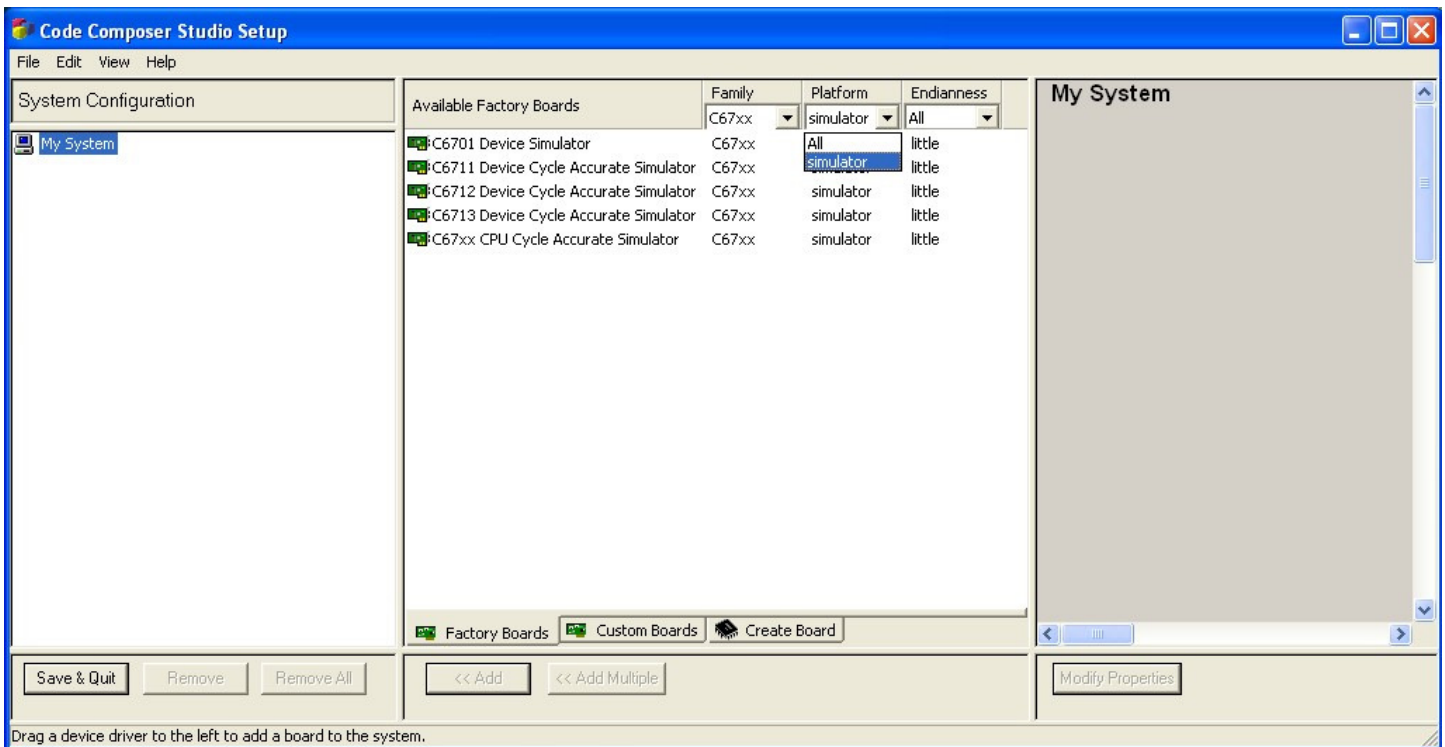 Code Composer Studio Setup
File Edit View Help
System Configuration
My System
Available Factory Boards
Family Platform Endianness
C67xx simulator All
All
simulator
C6701 Device Simulator C67xx little
C6711 Device Cycle Accurate Simulator C67xx little
C6712 Device Cycle Accurate Simulator C67xx simulator little
C6713 Device Cycle Accurate Simulator C67xx simulator little
C67xx CPU Cycle Accurate Simulator C67xx simulator little
Factory Boards Custom Boards Create Board
My System
Save & Quit Remove Remove All
<< Add << Add Multiple
Modify Properties
Drag a device driver to the left to add a board to the system.